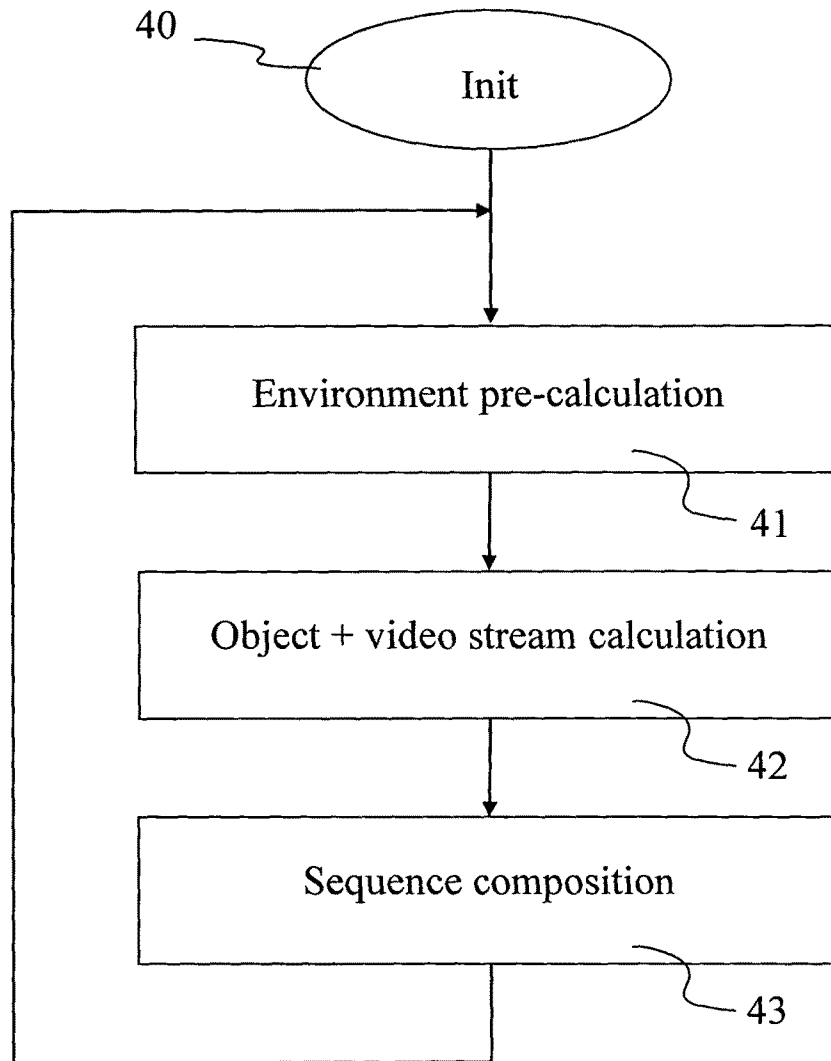 40
Init
Environment pre-calculation
41
Object + video stream calculation
42
Sequence composition
43